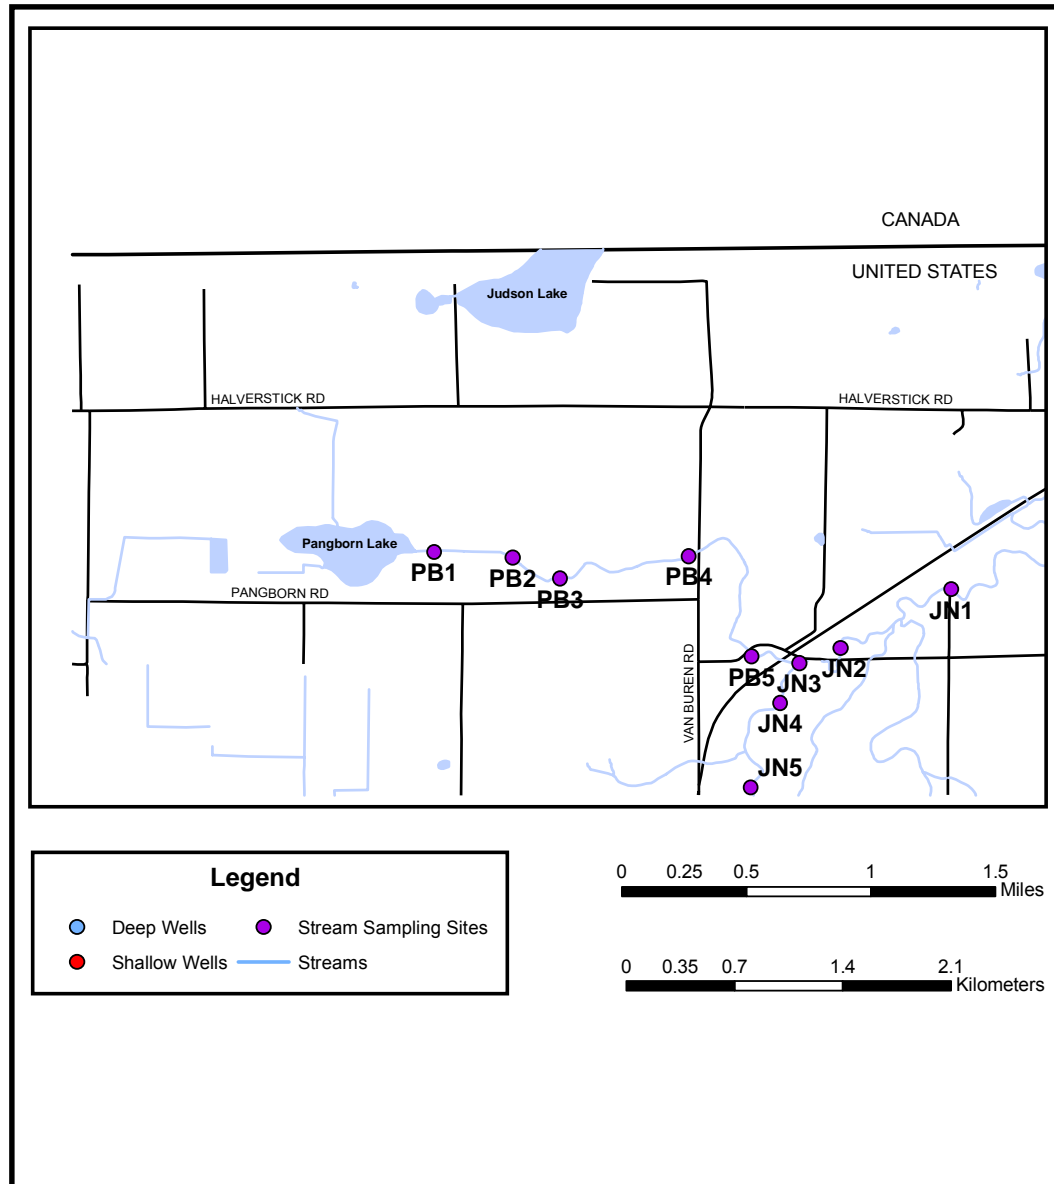 CANADA
UNITED STATES
Judson Lake
HALVERSTICK RD
HALVERSTICK RD
Pangborn Lake
PB1
PB2
PB3
PB4
PANGBORN RD
JN1
VAN BUREN RD
PB5
JN3
JN2
JN4
JN5
Legend
Deep Wells
Stream Sampling Sites
Shallow Wells
Streams
0 0.25 0.5 1 1.5
Miles
0 0.35 0.7 1.4 2.1
Kilometers